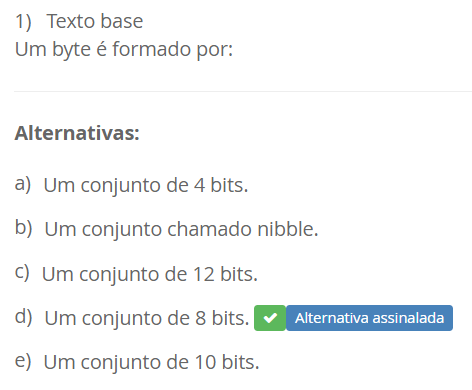 1) Texto base
Um byte é formado por:
Alternativas:
a) Um conjunto de 4 bits.
b) Um conjunto chamado nibble.
c) Um conjunto de 12 bits.
d) Um conjunto de 8 bits. Alternativa assinalada
e) Um conjunto de 10 bits.